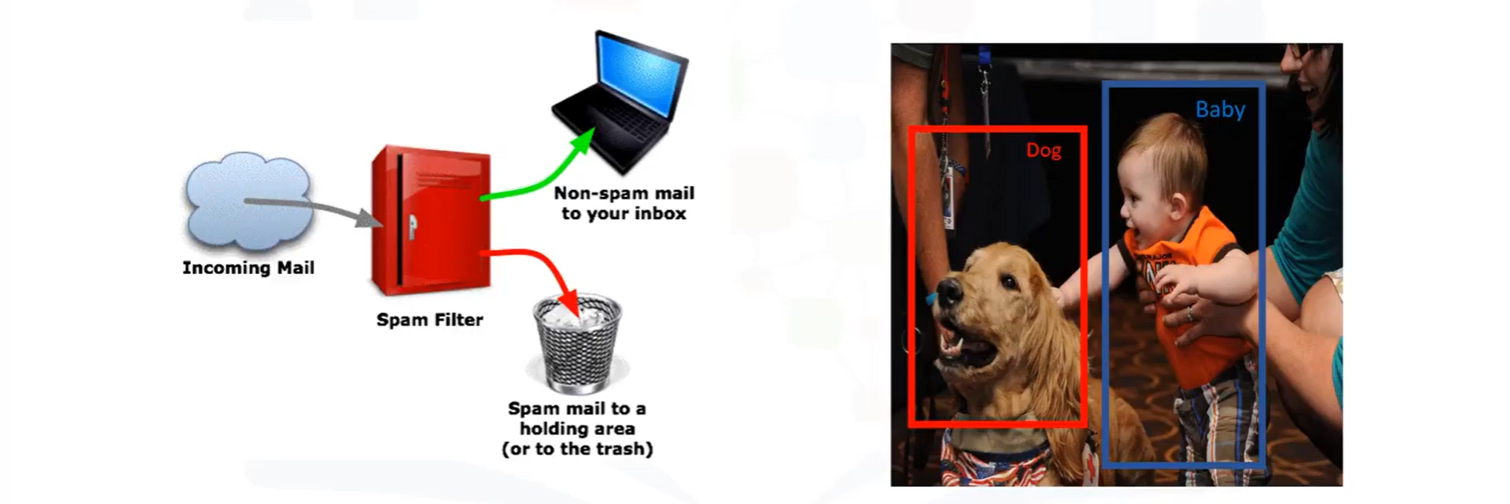 Incoming Mail
Spam Filter
Non-spam mail
to your inbox
Spam mail to a
holding area
(or to the trash)
Dog
Baby